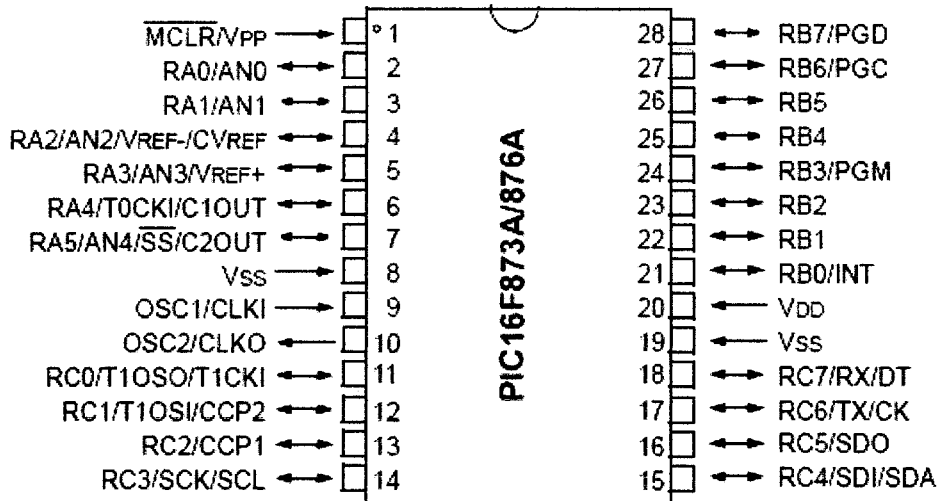 MCLR/VPP 1
RA0/AN0 2
RA1/AN1 3
RA2/AN2/VREF-/CVREF 4
RA3/AN3/VREF+ 5
RA4/T0CKI/C1OUT 6
RA5/AN4/SS/C2OUT 7
VSS 8
OSC1/CLKI 9
OSC2/CLKO 10
RC0/T1OSO/T1CKI 11
RC1/T1OSI/CCP2 12
RC2/CCP1 13
RC3/SCK/SCL 14
PIC16F873A/876A
28 RB7/PGD
27 RB6/PGC
26 RB5
25 RB4
24 RB3/PGM
23 RB2
22 RB1
21 RB0/INT
20 VDD
19 VSS
18 RC7/RX/DT
17 RC6/TX/CK
16 RC5/SDO
15 RC4/SDI/SDA